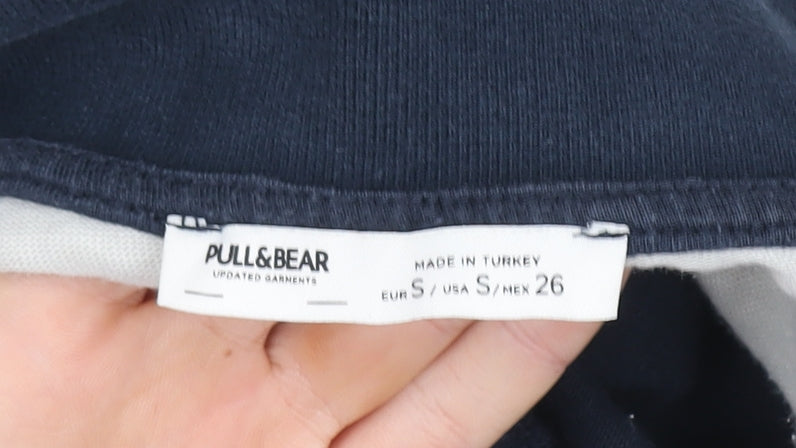 PULL&BEAR
UPDATED GARMENTS
MADE IN TURKEY
EUR S / USA S / MEX 26